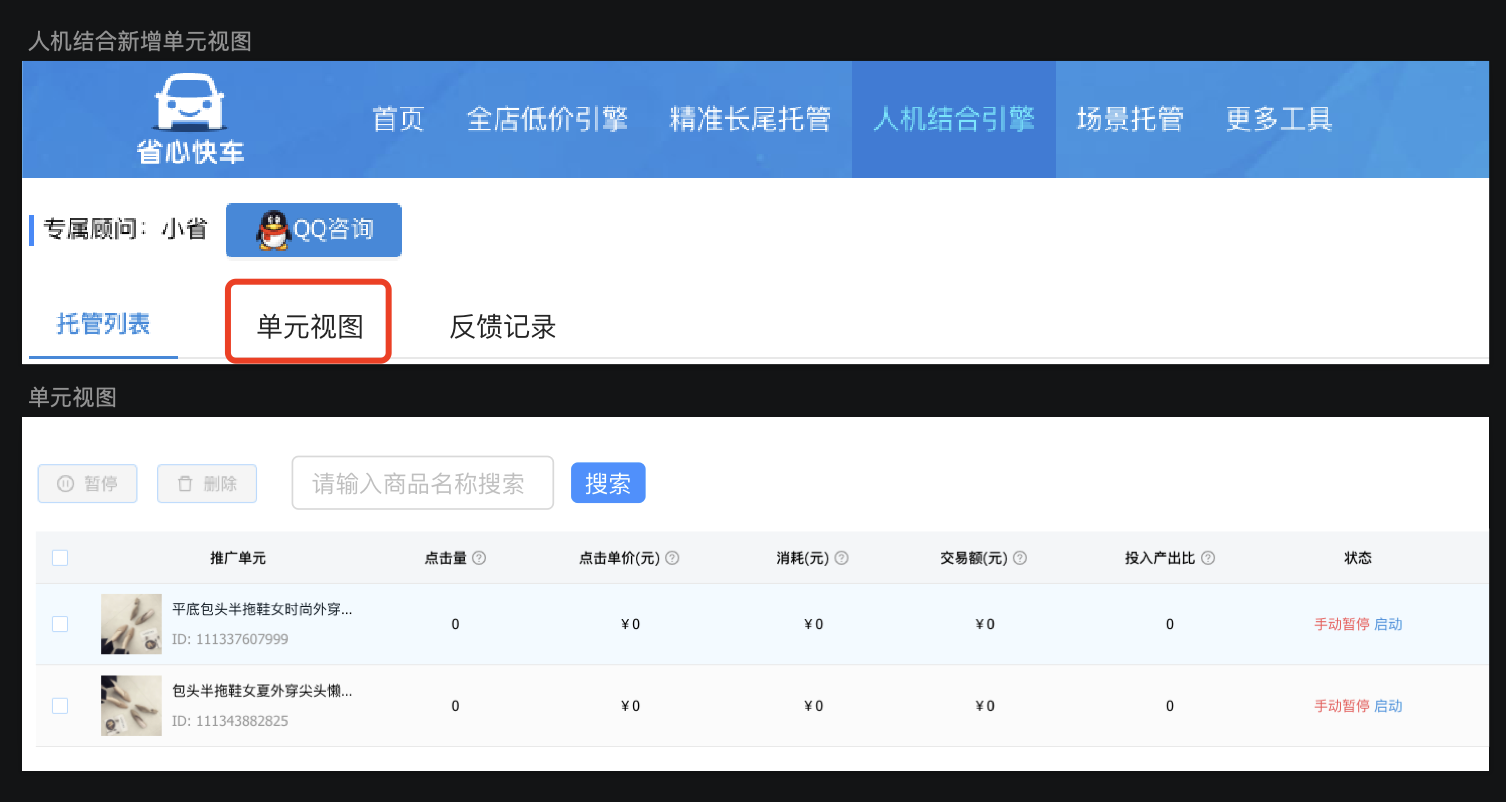 人机结合新增单元视图
省心快车
首页 全店低价引擎 精准长尾托管 人机结合引擎 场景托管 更多工具
专属顾问：小省 QQ咨询
托管列表 单元视图 反馈记录
单元视图
暂停 删除 请输入商品名称搜索 搜索
推广单元 点击量 ? 点击单价(元) ? 消耗(元) ? 交易额(元) ? 投入产出比 ? 状态
平底包头半拖鞋女时尚外穿...
ID: 111337607999
0 ¥0 ¥0 ¥0 0 手动暂停 启动
包头半拖鞋女夏外穿尖头懒...
ID: 111343882825
0 ¥0 ¥0 ¥0 0 手动暂停 启动